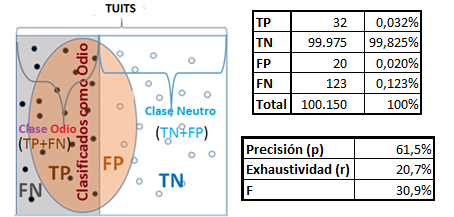 TUITS
Clasificados como Odio
Clase Odio
(TP+FN)
Clase Neutro
(TN+FP)
TP
FP
FN
TN
TP 32 0,032%
TN 99.975 99,825%
FP 20 0,020%
FN 123 0,123%
Total 100.150 100%
Precisión (p) 61,5%
Exhaustividad (r) 20,7%
F 30,9%